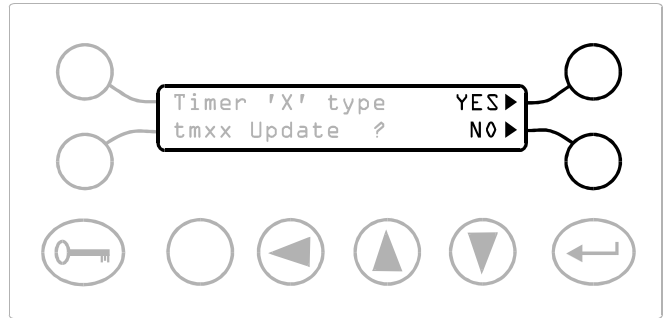 Timer 'X' type YES▶
tmxx Update ? NO▶